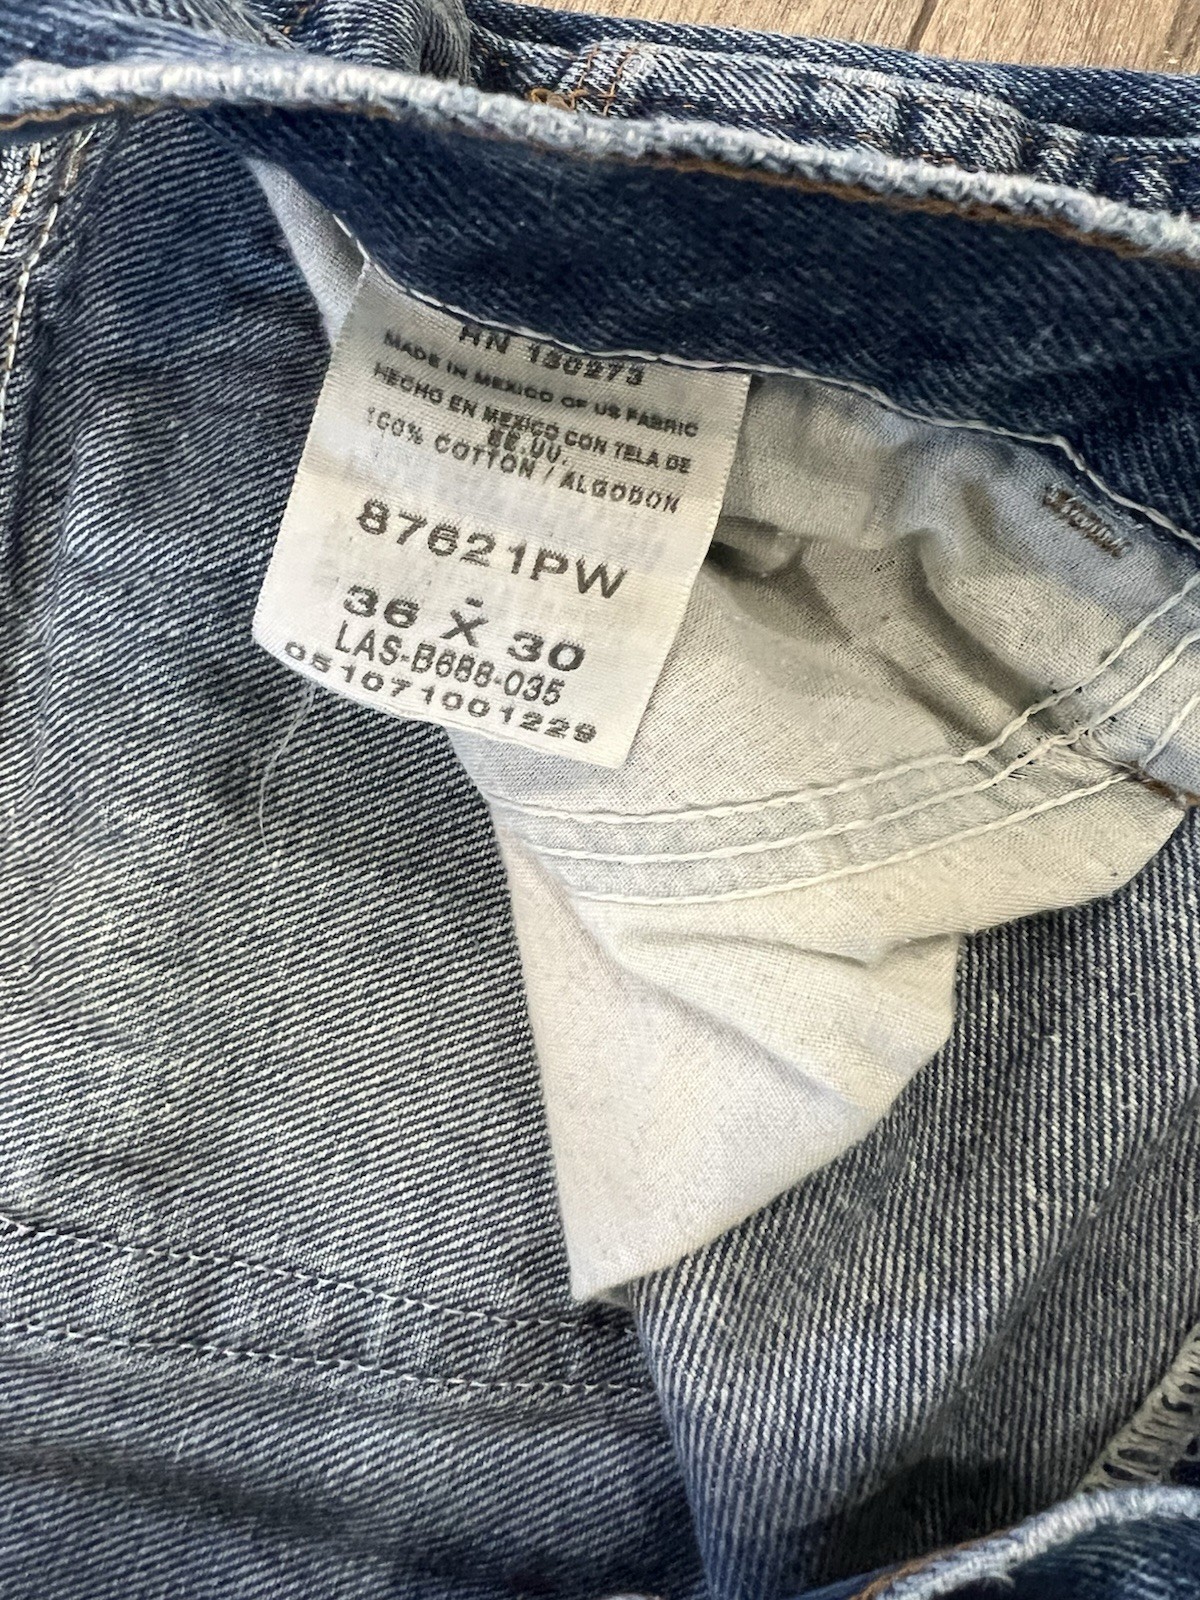 RN 130273
MADE IN MEXICO OF US FABRIC
HECHO EN MEXICO CON TELA DE
EE.UU.
100% COTTON / ALGODON
87621PW
36 X 30
LAS-B688-035
051071001229